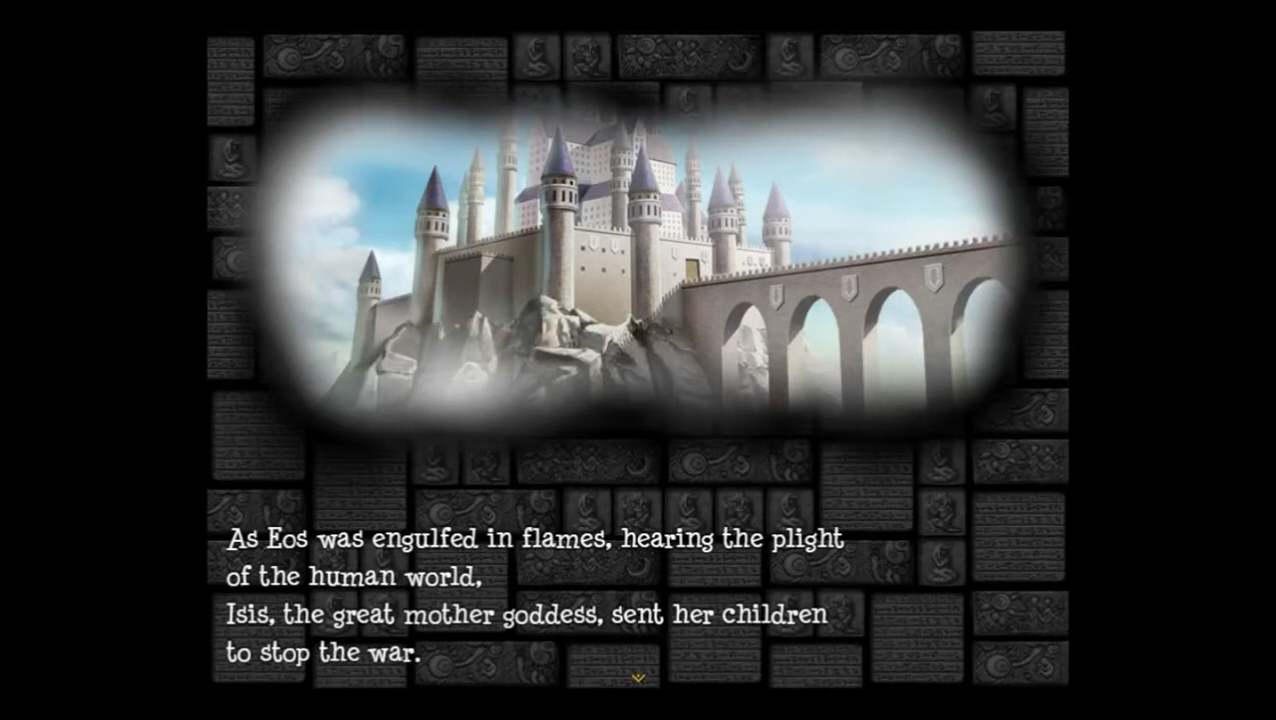 As Eos was engulfed in flames, hearing the plight
of the human world,
Isis, the great mother goddess, sent her children
to stop the war.